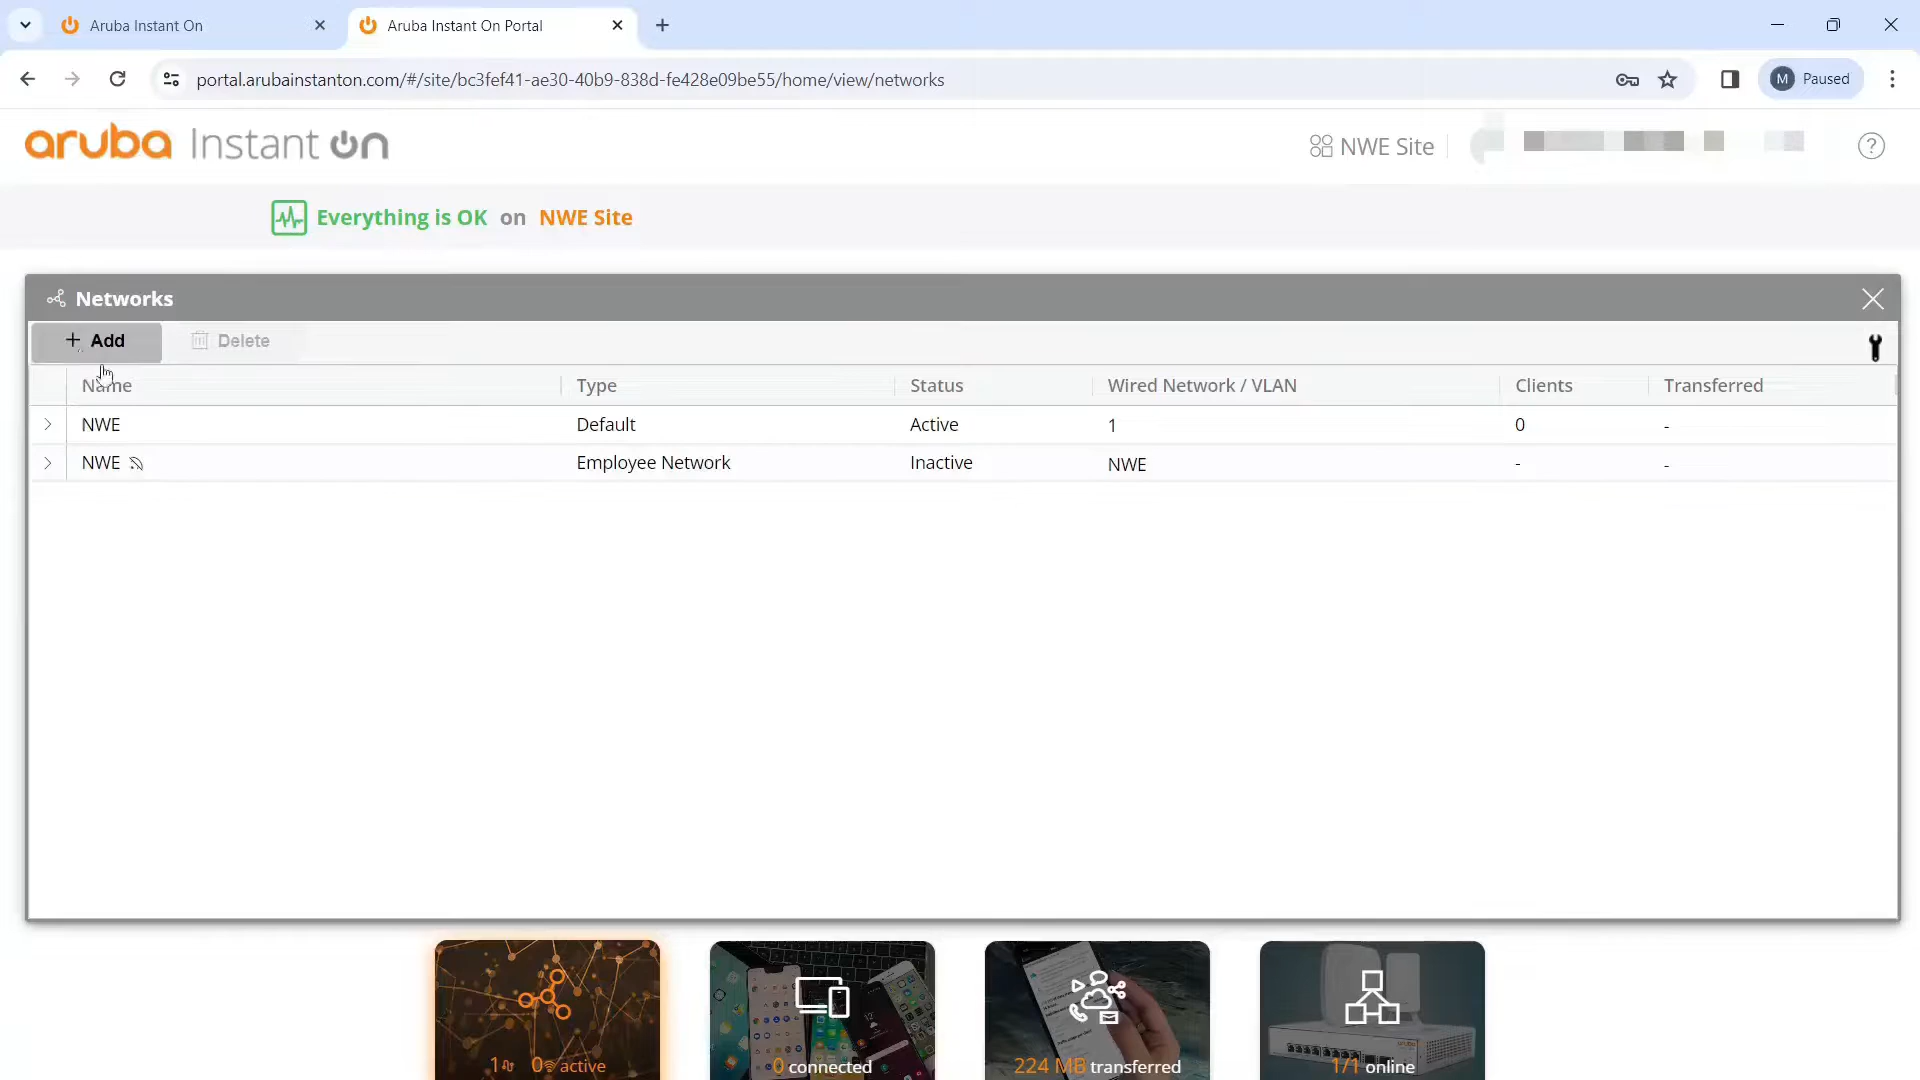 Aruba Instant On
Aruba Instant On Portal
portal.arubainstanton.com/#/site/bc3fef41-ae30-40b9-838d-fe428e09be55/home/view/networks
M Paused
aruba Instant On
NWE Site
?
Everything is OK on NWE Site
Networks
+ Add Delete
Name Type Status Wired Network / VLAN Clients Transferred
NWE Default Active 1 0 -
NWE Employee Network Inactive NWE - -
1 0 active
0 connected
224 MB transferred
1/1 online